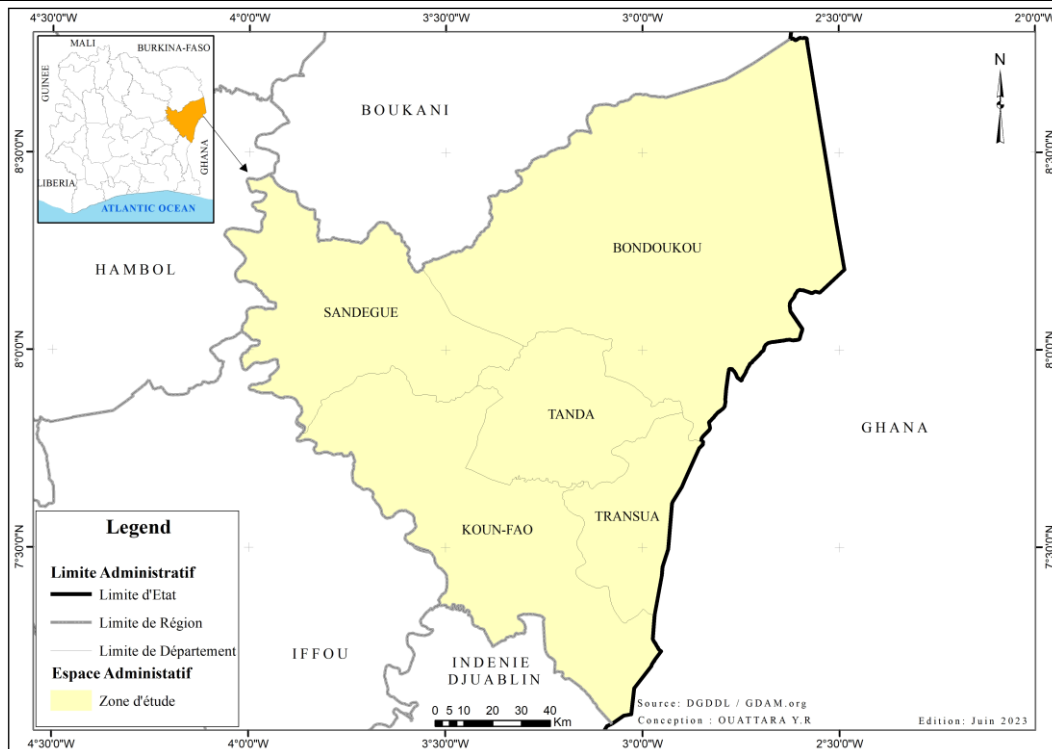 4°30'0"W 4°0'0"W 3°30'0"W 3°0'0"W 2°30'0"W 2°0'0"W
MALI
BURKINA-FASO
GUINEE
GHANA
LIBERIA
ATLANTIC OCEAN
N
BOUKANI
8°30'0"N 8°30'0"N
BONDOUKOU
HAMBOL
SANDEGUE
8°0'0"N 8°0'0"N
TANDA
GHANA
TRANSUA
KOUN-FAO
7°30'0"N 7°30'0"N
Legend
Limite Administratif
Limite d'Etat
Limite de Région
Limite de Département
Espace Administatif
Zone d'étude
IFFOU
INDENIE
DJUABLIN
0 5 10 20 30 40
Km
Source: DGDDL / GDAM.org
Conception : OUATTARA Y.R
Edition: Juin 2023
4°30'0"W 4°0'0"W 3°30'0"W 3°0'0"W 2°30'0"W